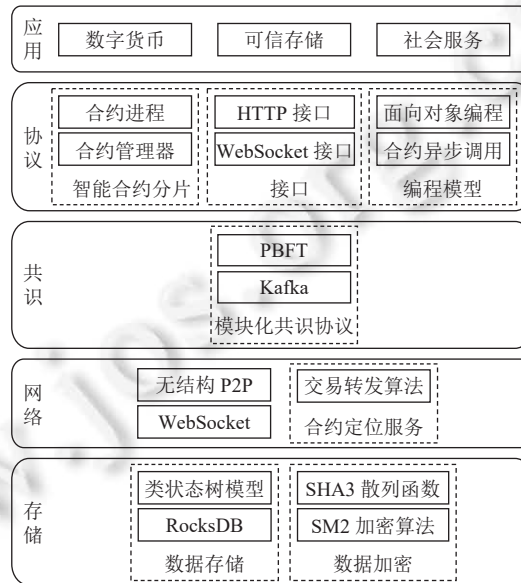 应用
数字货币 可信存储 社会服务
协议
合约进程 HTTP 接口 面向对象编程
合约管理器 WebSocket 接口 合约异步调用
智能合约分片 接口 编程模型
共识
PBFT
Kafka
模块化共识协议
网络
无结构 P2P 交易转发算法
WebSocket 合约定位服务
存储
类状态树模型 SHA3 散列函数
RocksDB SM2 加密算法
数据存储 数据加密